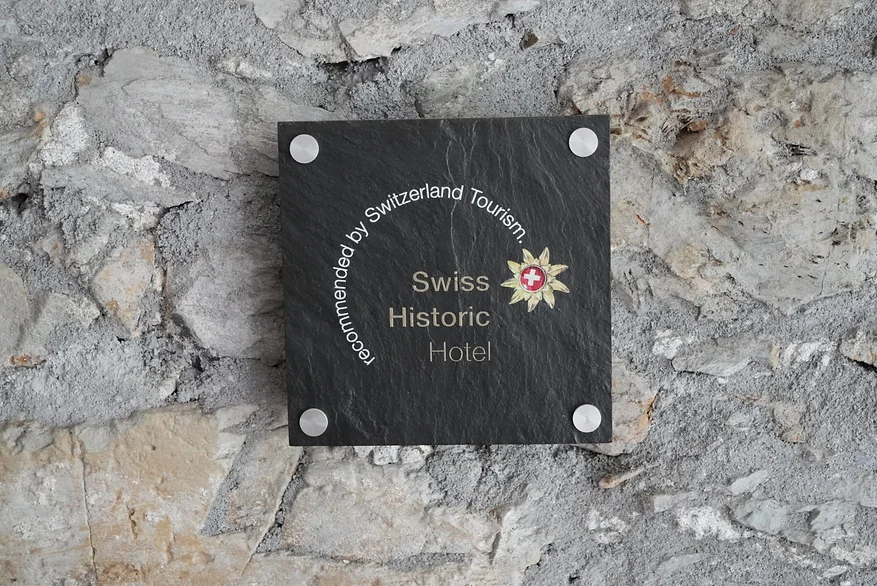 recommended by Switzerland Tourism.
Swiss
Historic
Hotel